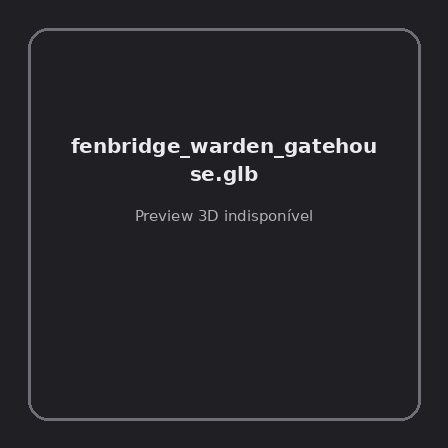 fenbridge_warden_gatehou
se.glb
Preview 3D indisponível